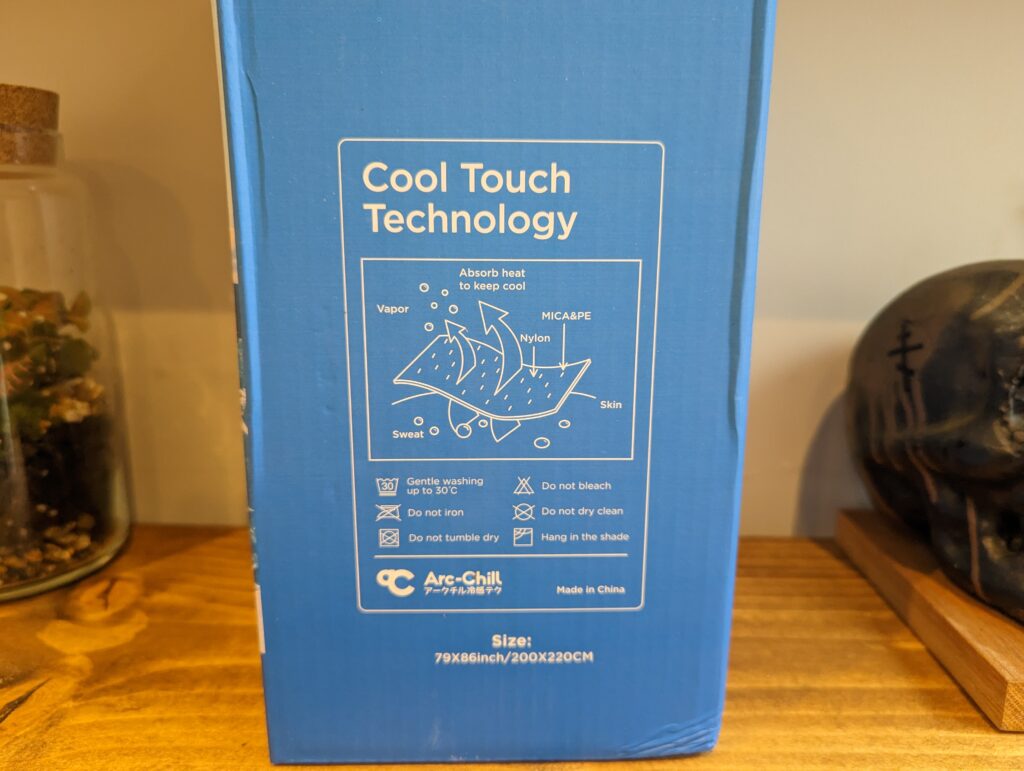 Cool Touch
Technology
Absorb heat
to keep cool
Vapor
MICA&PE
Nylon
Skin
Sweat
30
Gentle washing
up to 30℃
Do not bleach
Do not iron
Do not dry clean
Do not tumble dry
Hang in the shade
Arc-Chill
アークチル冷感テク
Made in China
Size:
79X86inch/200X220CM